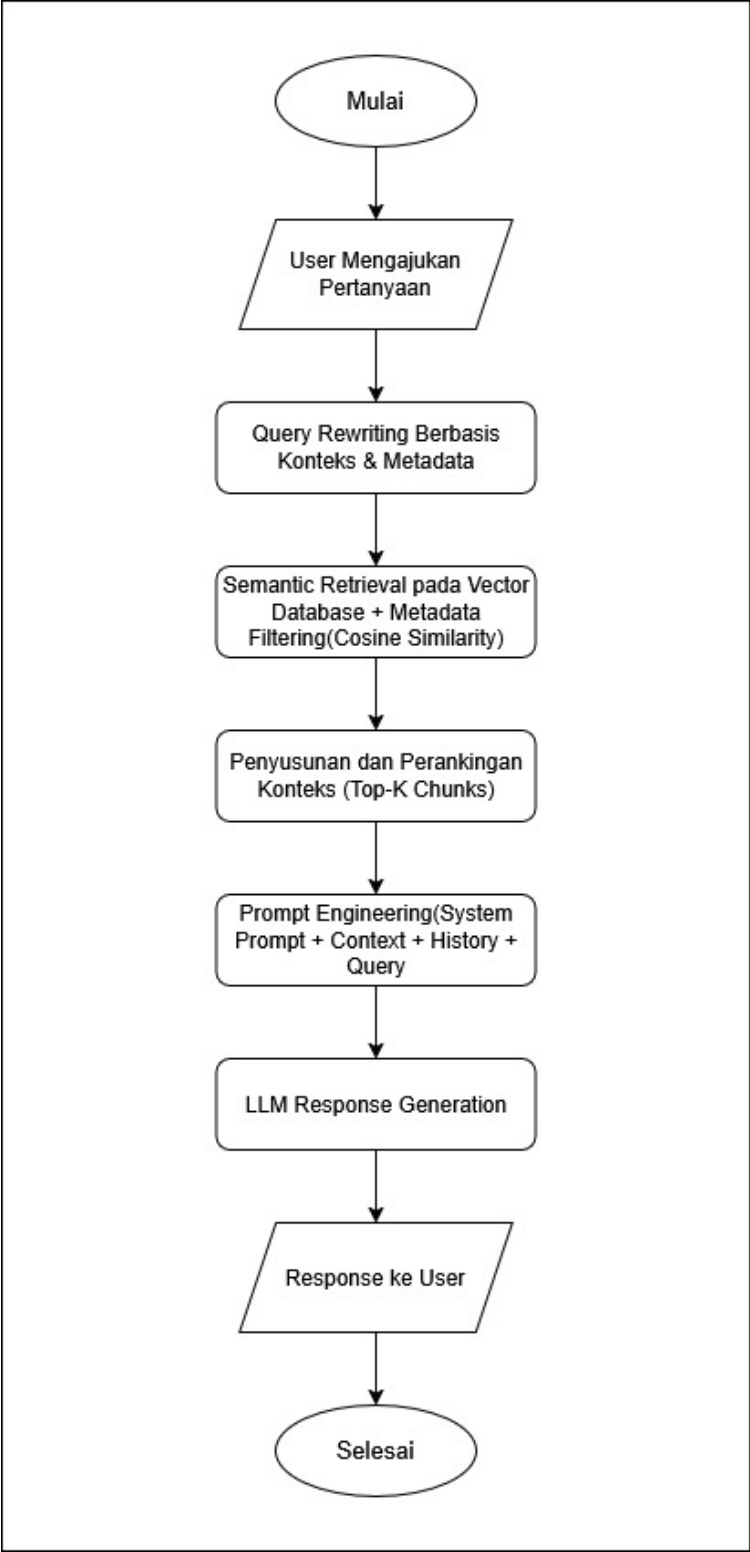 Mulai
User Mengajukan
Pertanyaan
Query Rewriting Berbasis
Konteks & Metadata
Semantic Retrieval pada Vector
Database + Metadata
Filtering(Cosine Similarity)
Penyusunan dan Perankingan
Konteks (Top-K Chunks)
Prompt Engineering(System
Prompt + Context + History +
Query
LLM Response Generation
Response ke User
Selesai